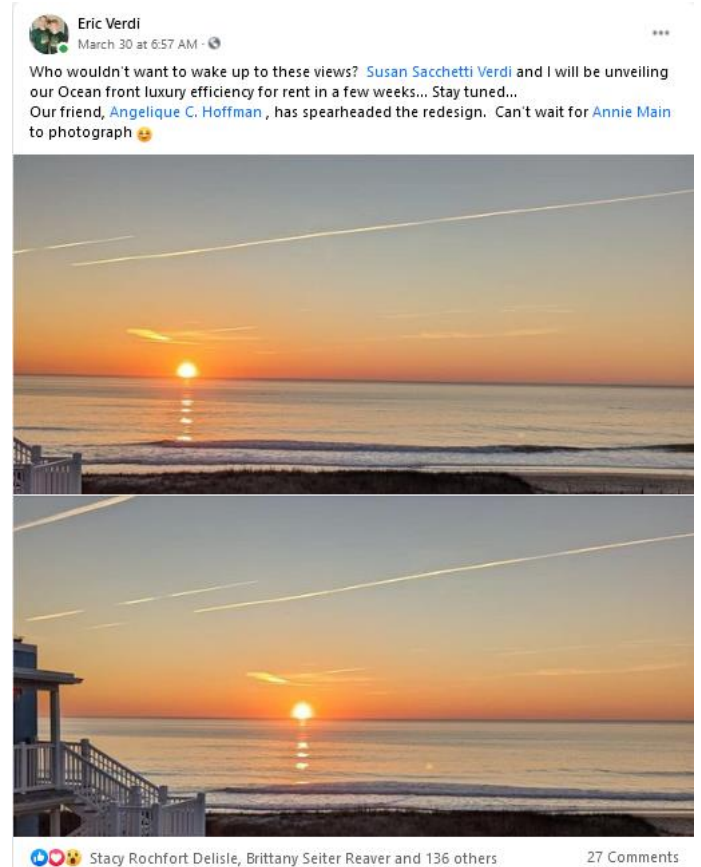 Eric Verdi
March 30 at 6:57 AM ·
Who wouldn't want to wake up to these views? Susan Sacchetti Verdi and I will be unveiling
our Ocean front luxury efficiency for rent in a few weeks... Stay tuned...
Our friend, Angelique C. Hoffman , has spearheaded the redesign. Can't wait for Annie Main
to photograph 😊
Stacy Rochfort Delisle, Brittany Seiter Reaver and 136 others
27 Comments